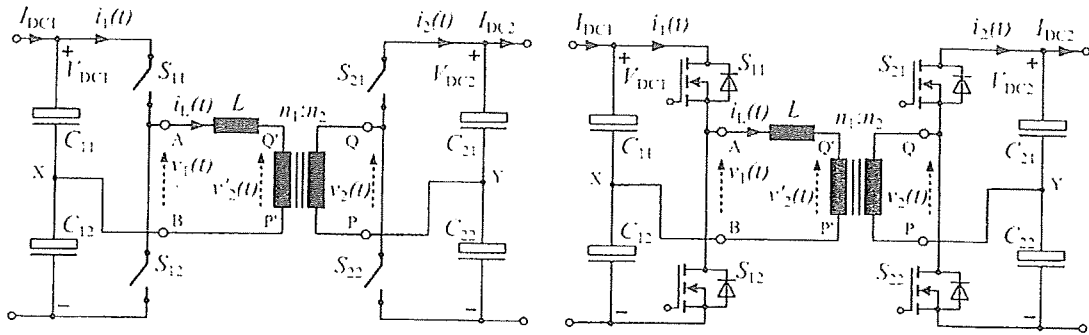 I_DC1 i_1(t) i_2(t) I_DC2
+ V_DC1 S_11 S_21 V_DC2 +
C_11 i_L(t) L n_1:n_2 C_21
A Q' Q
X v_1(t) v'_2(t) v_2(t) Y
B P' P
C_12 S_12 S_22 C_22
− −
I_DC1 i_1(t) i_2(t) I_DC2
+ V_DC1 S_11 S_21 V_DC2 +
C_11 i_L(t) L n_1:n_2 C_21
A Q' Q
X v_1(t) v'_2(t) v_2(t) Y
B P' P
C_12 S_12 S_22 C_22
− −